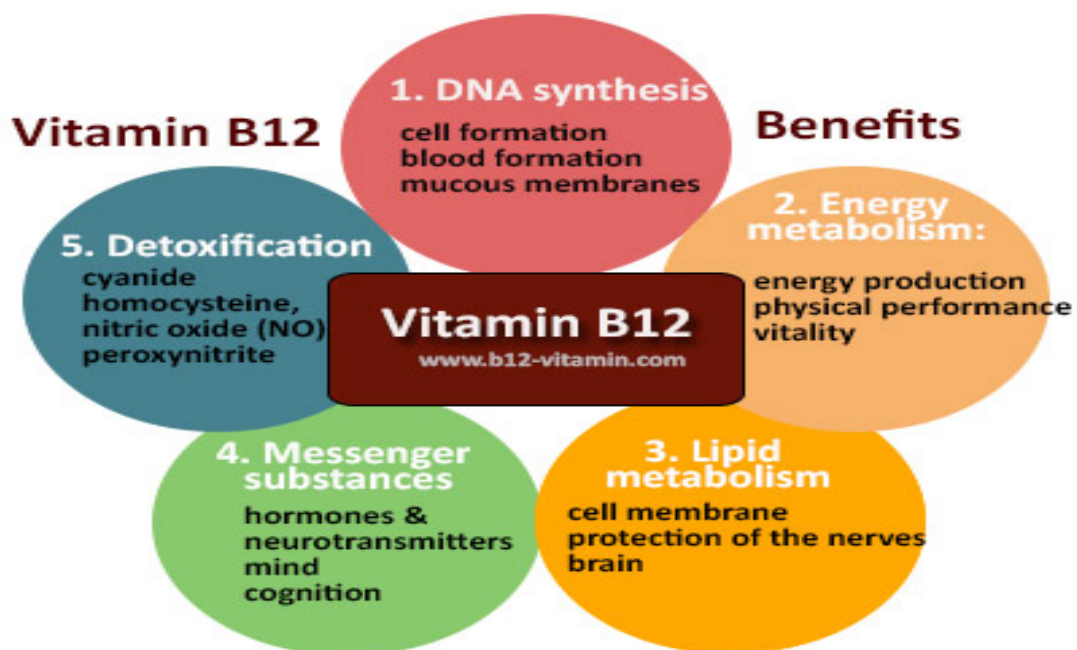 Vitamin B12
Benefits
1. DNA synthesis
cell formation
blood formation
mucous membranes
2. Energy
metabolism:
energy production
physical performance
vitality
3. Lipid
metabolism
cell membrane
protection of the nerves
brain
4. Messenger
substances
hormones &
neurotransmitters
mind
cognition
5. Detoxification
cyanide
homocysteine,
nitric oxide (NO)
peroxynitrite
Vitamin B12
www.b12-vitamin.com